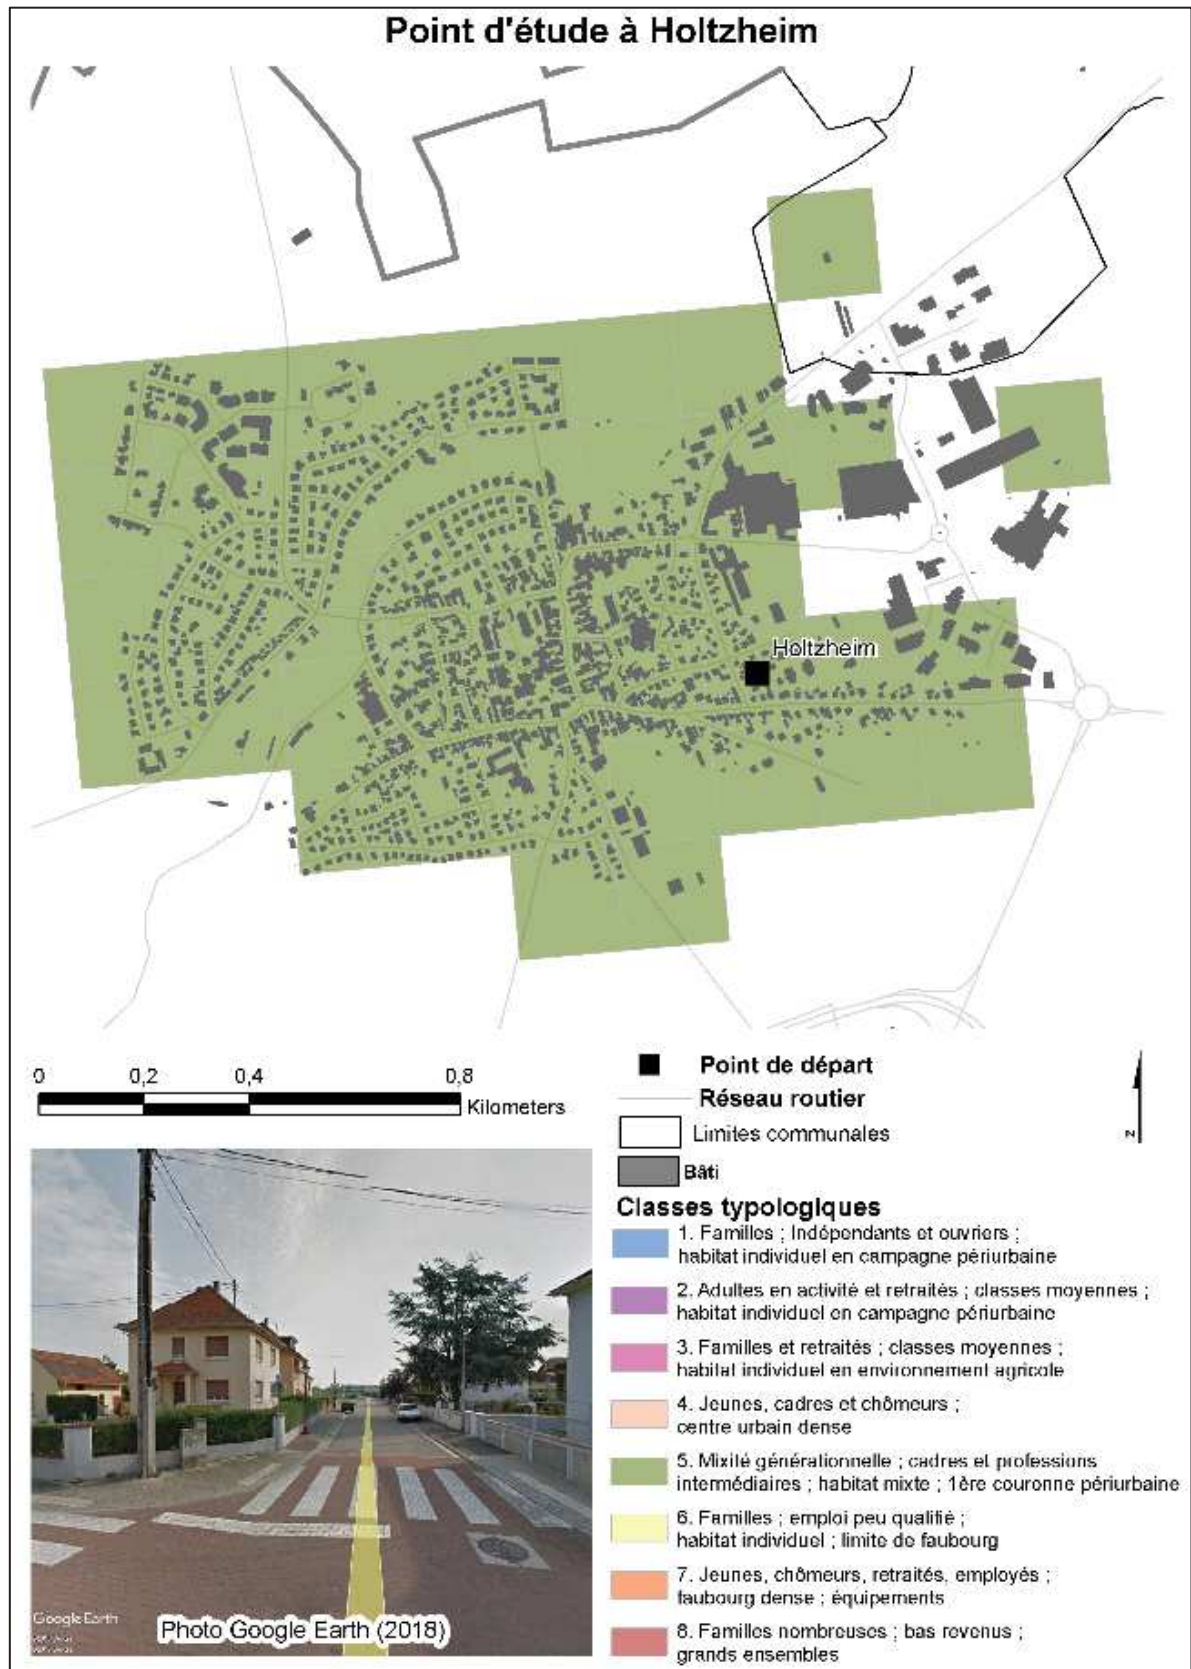 Point d'étude à Holtzheim
Holtzheim
0 0,2 0,4 0,8
Kilometers
Point de départ
Réseau routier
Limites communales
Bâti
N
Classes typologiques
1. Familles ; Indépendants et ouvriers ;
habitat individuel en campagne périurbaine
2. Adultes en activité et retraités ; classes moyennes ;
habitat individuel en campagne périurbaine
3. Familles et retraités ; classes moyennes ;
habitat individuel en environnement agricole
4. Jeunes, cadres et chômeurs ;
centre urbain dense
5. Mixité générationnelle ; cadres et professions
intermédiaires ; habitat mixte ; 1ère couronne périurbaine
6. Familles ; emploi peu qualifié ;
habitat individuel ; limite de faubourg
7. Jeunes, chômeurs, retraités, employés ;
faubourg dense ; équipements
8. Familles nombreuses ; bas revenus ;
grands ensembles
Google Earth
Photo Google Earth (2018)